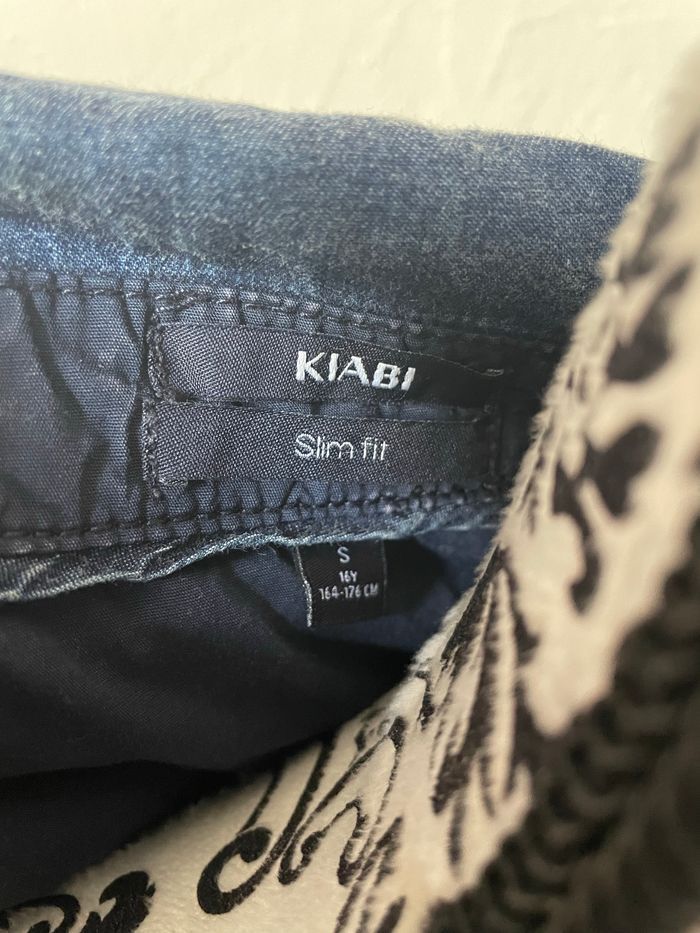 KIABI
Slim fit
S
16Y
164-176 CM